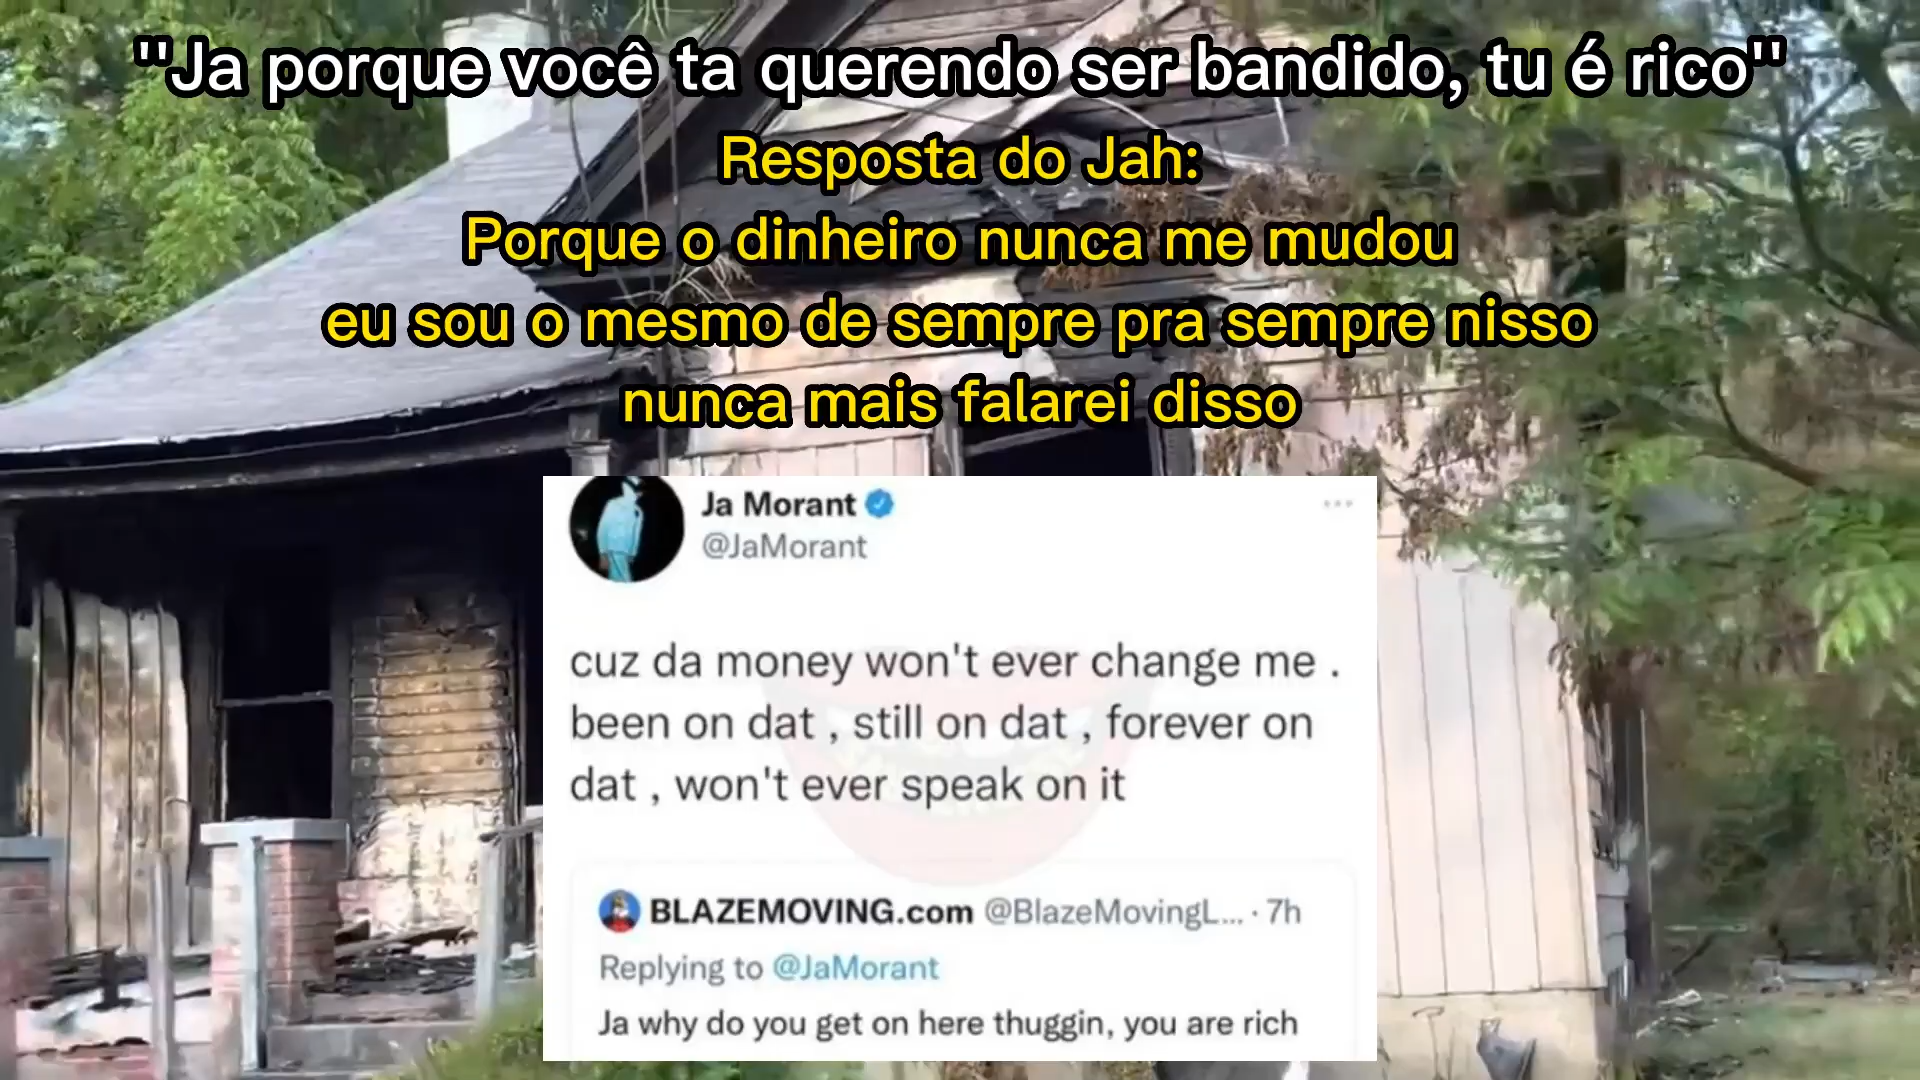 "Ja porque você ta querendo ser bandido, tu é rico"
Resposta do Jah:
Porque o dinheiro nunca me mudou
eu sou o mesmo de sempre pra sempre nisso
nunca mais falarei disso
Ja Morant
@JaMorant
cuz da money won't ever change me .
been on dat , still on dat , forever on
dat , won't ever speak on it
BLAZEMOVING.com @BlazeMovingL... · 7h
Replying to @JaMorant
Ja why do you get on here thuggin, you are rich